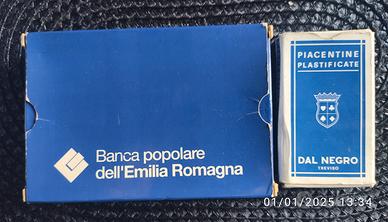 Banca popolare
dell'Emilia Romagna
PIACENTINE
PLASTIFICATE
DAL NEGRO
TREVISO
01/01/2025 13:34